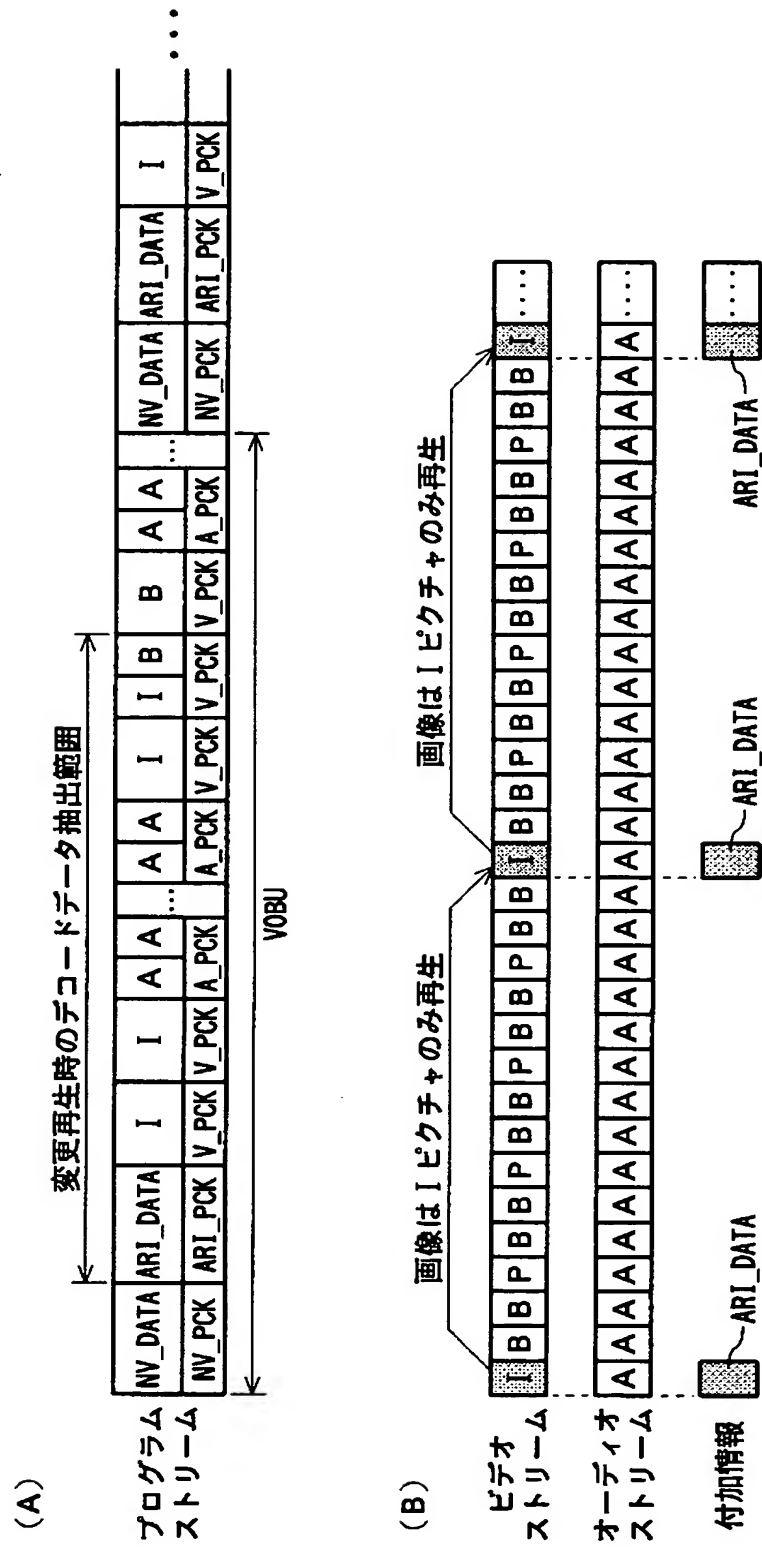 (A)
変更再生時のデコードデータ抽出範囲
プログラム
ストリーム
NV_DATA ARI_DATA I I A A ... A A I I B B A A ... NV_DATA ARI_DATA I ...
NV_PCK ARI_PCK V_PCK V_PCK A_PCK A_PCK V_PCK V_PCK V_PCK A_PCK NV_PCK ARI_PCK V_PCK
VOBU
(B)
画像はIピクチャのみ再生 画像はIピクチャのみ再生
ビデオ
ストリーム
I B B P B B P B B P B B P B B I B B P B B P B B P B B P B B I ....
オーディオ
ストリーム
A A A A A A A A A A A A A A A A A A A A A A A A A A A A A A A ....
付加情報
....
ARI_DATA ARI_DATA ARI_DATA